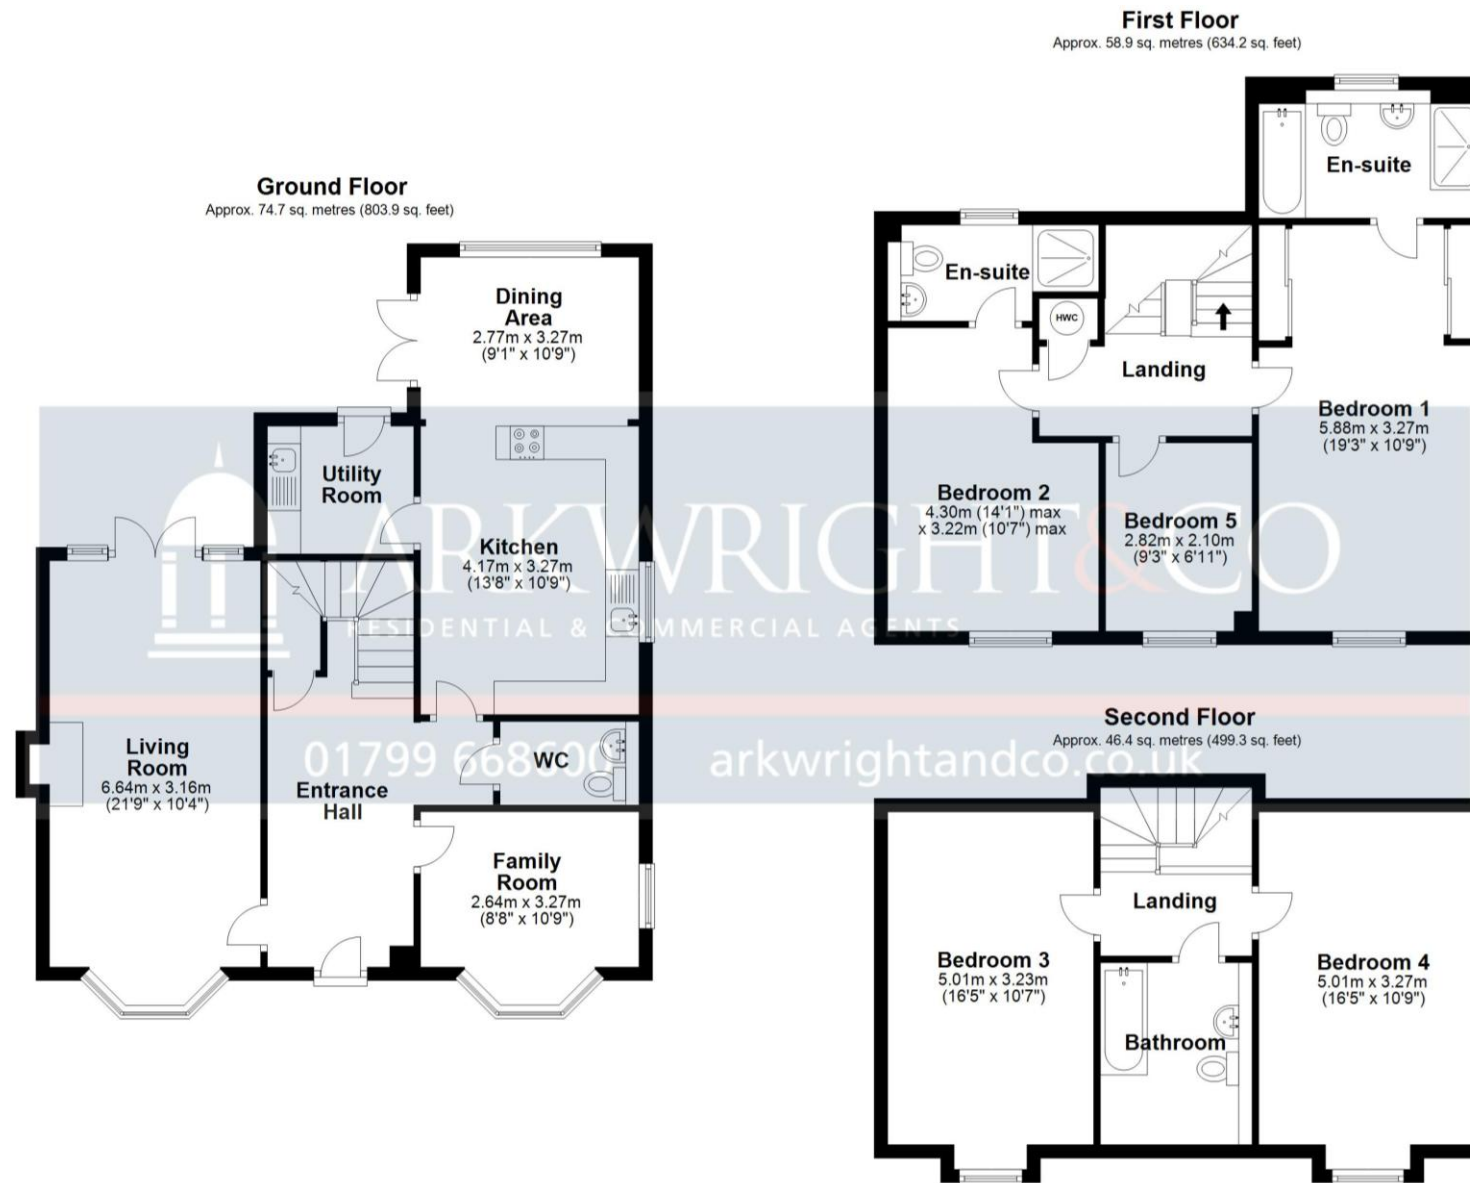 First Floor
Approx. 58.9 sq. metres (634.2 sq. feet)
En-suite
En-suite
HWC
Landing
Bedroom 1
5.88m x 3.27m
(19'3" x 10'9")
Bedroom 2
4.30m (14'1") max
x 3.22m (10'7") max
Bedroom 5
2.82m x 2.10m
(9'3" x 6'11")
Ground Floor
Approx. 74.7 sq. metres (803.9 sq. feet)
Dining
Area
2.77m x 3.27m
(9'1" x 10'9")
Utility
Room
Kitchen
4.17m x 3.27m
(13'8" x 10'9")
ARKWRIGHT&CO
RESIDENTIAL & COMMERCIAL AGENTS
Living
Room
6.64m x 3.16m
(21'9" x 10'4")
Entrance
Hall
WC
01799 668600
arkwrightandco.co.uk
Family
Room
2.64m x 3.27m
(8'8" x 10'9")
Second Floor
Approx. 46.4 sq. metres (499.3 sq. feet)
Landing
Bedroom 3
5.01m x 3.23m
(16'5" x 10'7")
Bedroom 4
5.01m x 3.27m
(16'5" x 10'9")
Bathroom